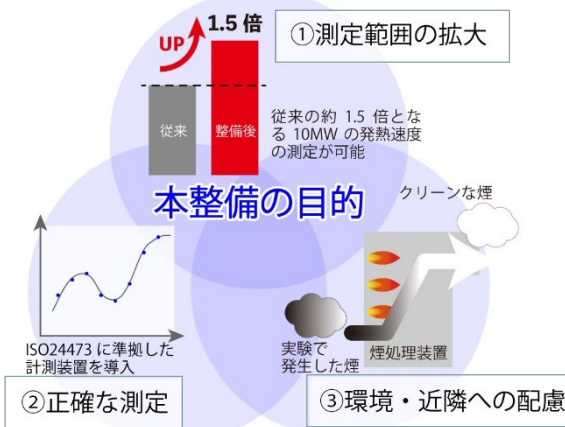 UP
1.5 倍
①測定範囲の拡大
従来
整備後
従来の約 1.5 倍とな
る 10MW の発熱速度
の測定が可能
本整備の目的
クリーンな煙
ISO24473 に準拠した
計測装置を導入
実験で
発生した煙
煙処理装置
②正確な測定
③環境・近隣への配慮